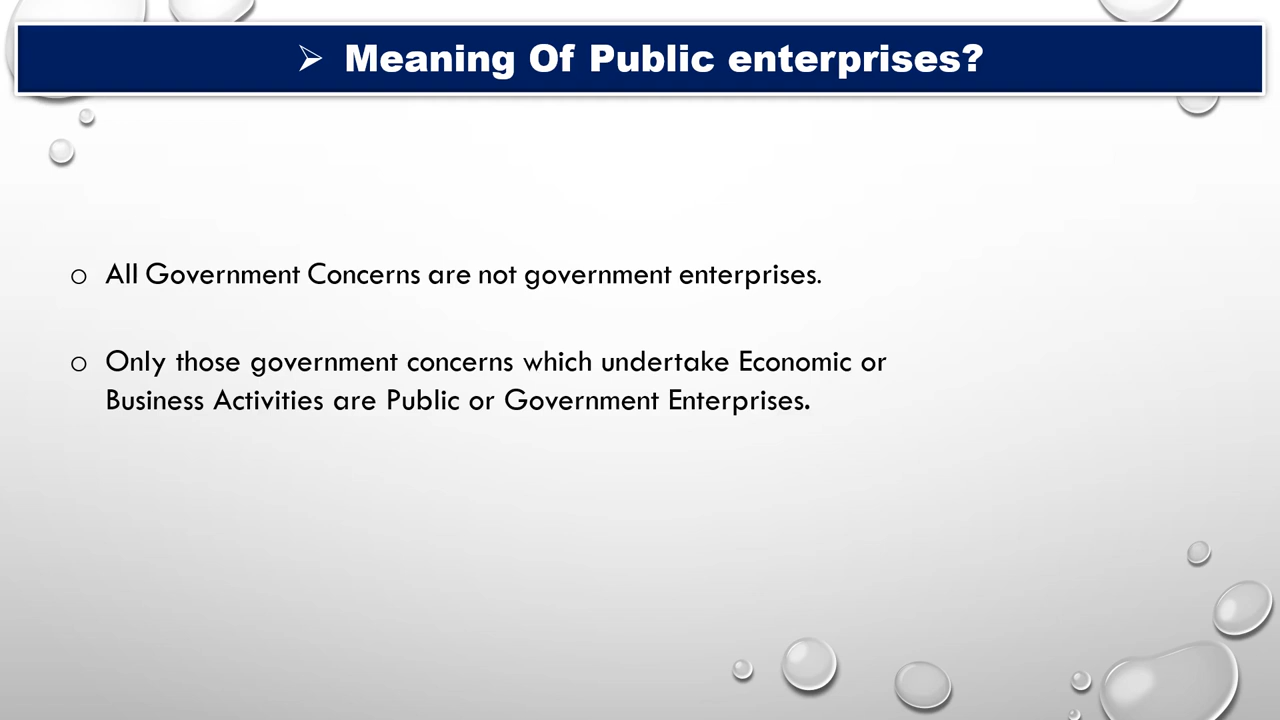 ➢ Meaning Of Public enterprises?
o All Government Concerns are not government enterprises.
o Only those government concerns which undertake Economic or
Business Activities are Public or Government Enterprises.